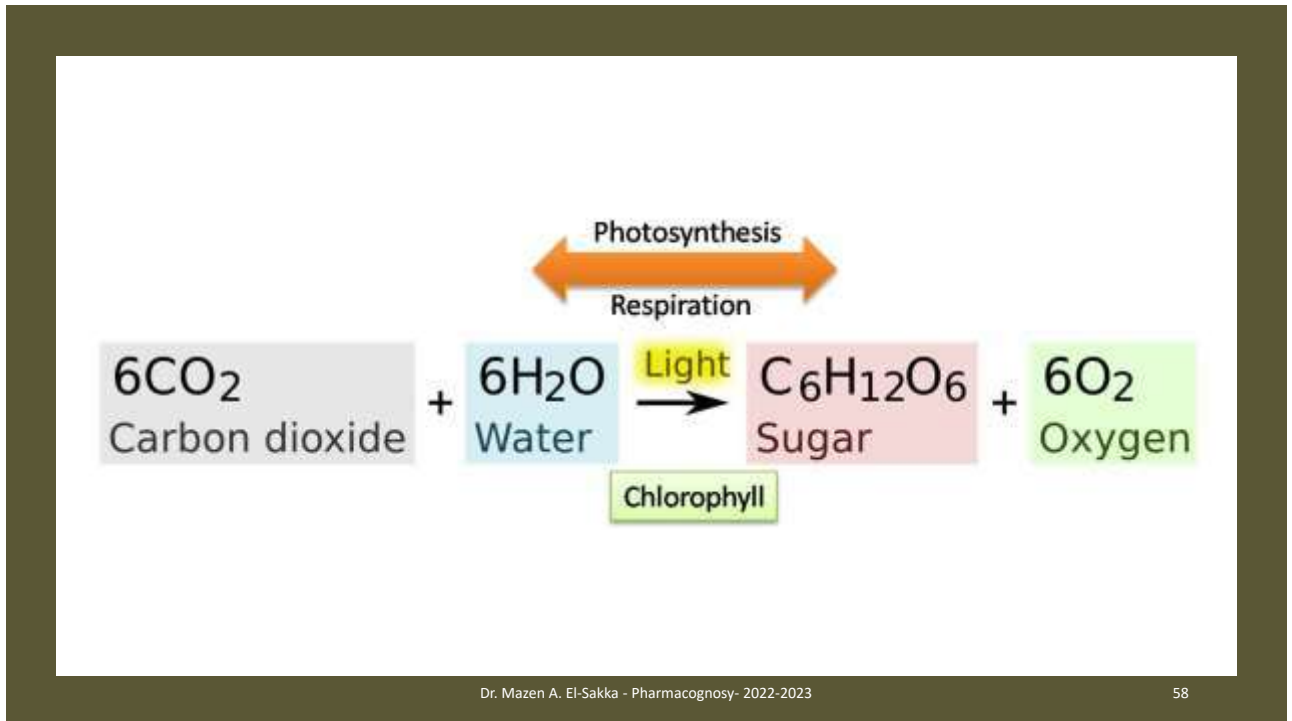 Photosynthesis
Respiration
6CO₂ + 6H₂O Light C₆H₁₂O₆ + 6O₂
Carbon dioxide Water Sugar Oxygen
Chlorophyll
Dr. Mazen A. El-Sakka - Pharmacognosy- 2022-2023 58